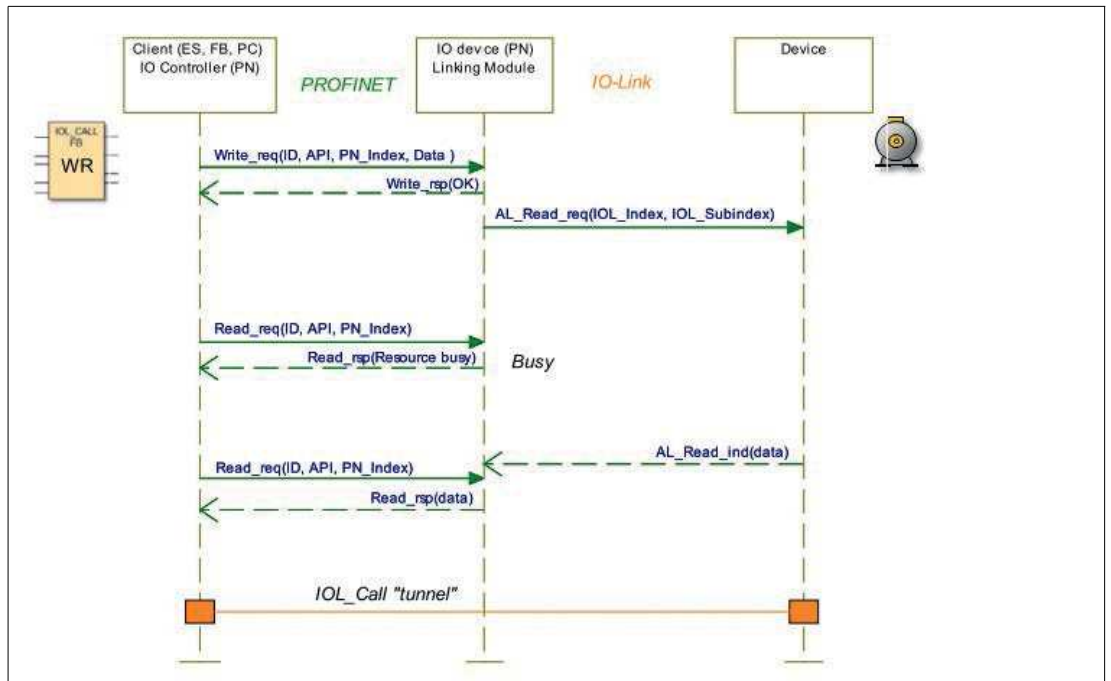 Client (ES, FB, PC)
IO Controller (PN)
PROFINET
IO devce (PN)
Linking Module
IO-Link
Device
IOL_CALL
FB
WR
Write_req(ID, API, PN_Index, Data )
Write_rsp(OK)
AL_Read_req(IOL_Index, IOL_Subindex)
Read_req(ID, API, PN_Index)
Read_rsp(Resource busy)
Busy
AL_Read_ind(data)
Read_req(ID, API, PN_Index)
Read_rsp(data)
IOL_Call "tunnel"